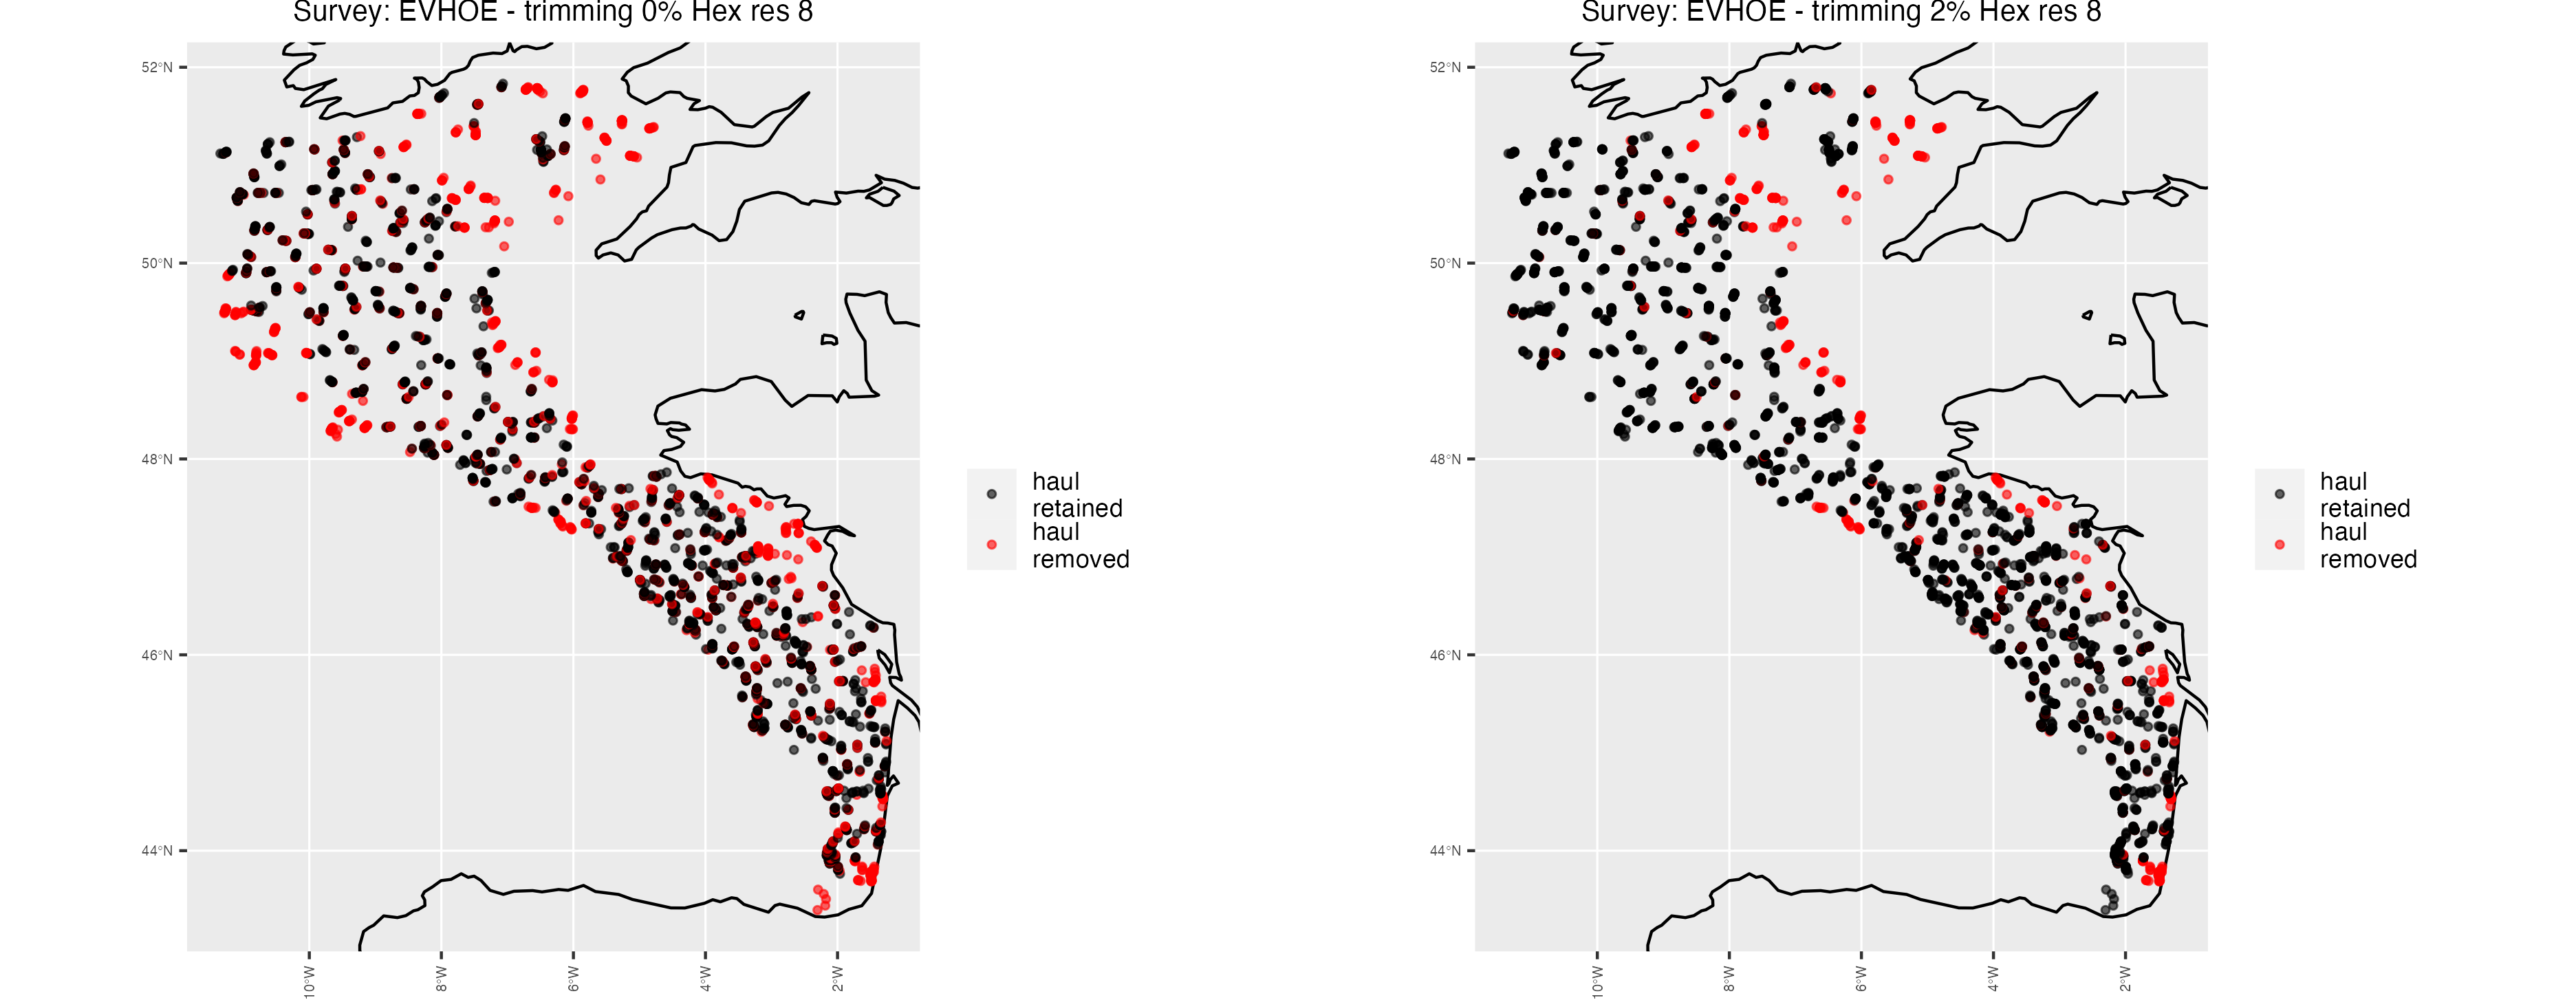 Survey: EVHOE - trimming 0% Hex res 8
52°N
50°N
48°N
46°N
44°N
10°W
8°W
6°W
4°W
2°W
haul
retained
haul
removed
Survey: EVHOE - trimming 2% Hex res 8
52°N
50°N
48°N
46°N
44°N
10°W
8°W
6°W
4°W
2°W
haul
retained
haul
removed